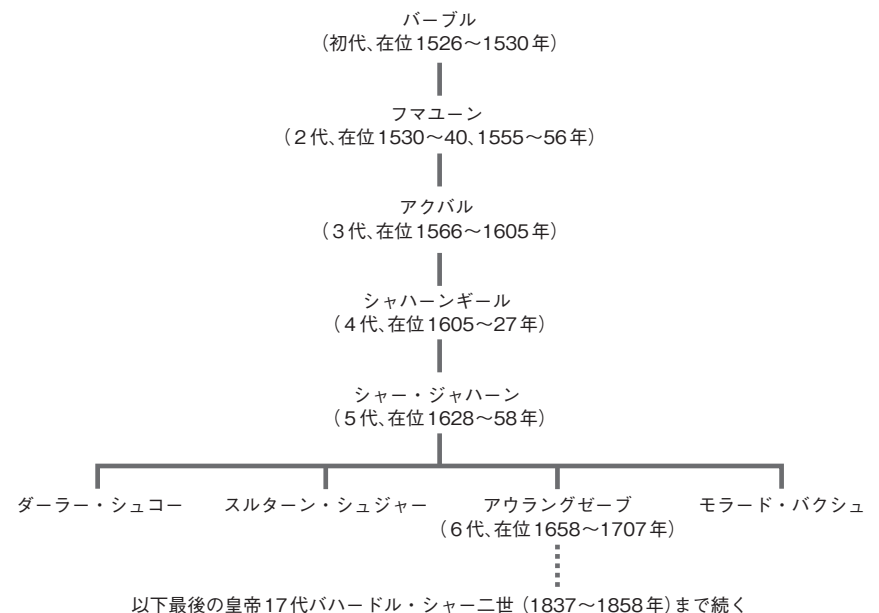 バーブル
(初代、在位1526〜1530年)
フマユーン
(2代、在位1530〜40、1555〜56年)
アクバル
(3代、在位1566〜1605年)
シャハーンギール
(4代、在位1605〜27年)
シャー・ジャハーン
(5代、在位1628〜58年)
ダーラー・シュコー
スルターン・シュジャー
アウラングゼーブ
(6代、在位1658〜1707年)
モラード・バクシュ
以下最後の皇帝17代バハードル・シャー二世(1837〜1858年)まで続く